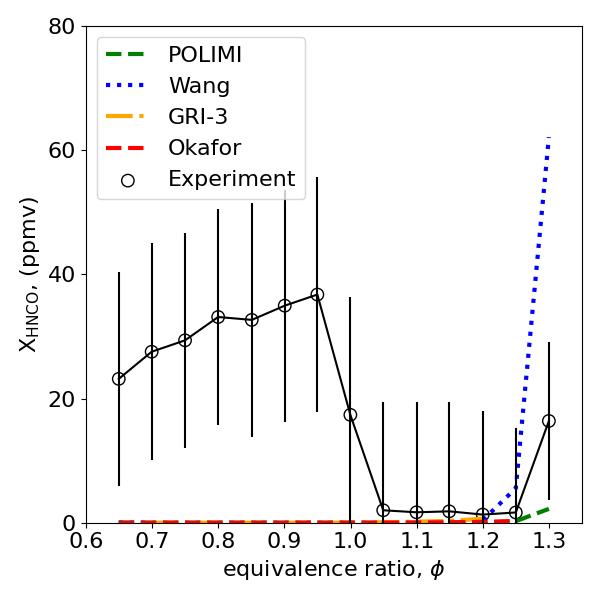 80
60
40
20
0
X_HNCO, (ppmv)
POLIMI
Wang
GRI-3
Okafor
Experiment
0.6 0.7 0.8 0.9 1.0 1.1 1.2 1.3
equivalence ratio, ϕ